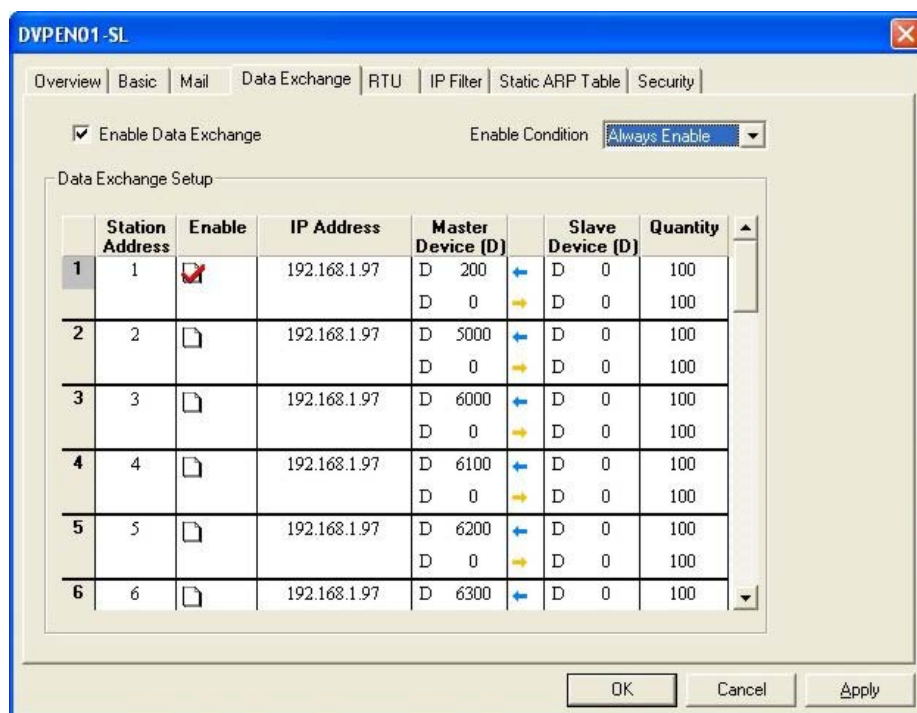 DVPEN01-SL
Overview Basic Mail Data Exchange RTU IP Filter Static ARP Table Security
Enable Data Exchange Enable Condition Always Enable
Data Exchange Setup
Station Address Enable IP Address Master Device (D) Slave Device (D) Quantity
1 1 192.168.1.97 D 200 D 0 100
D 0 D 0 100
2 2 192.168.1.97 D 5000 D 0 100
D 0 D 0 100
3 3 192.168.1.97 D 6000 D 0 100
D 0 D 0 100
4 4 192.168.1.97 D 6100 D 0 100
D 0 D 0 100
5 5 192.168.1.97 D 6200 D 0 100
D 0 D 0 100
6 6 192.168.1.97 D 6300 D 0 100
OK Cancel Apply